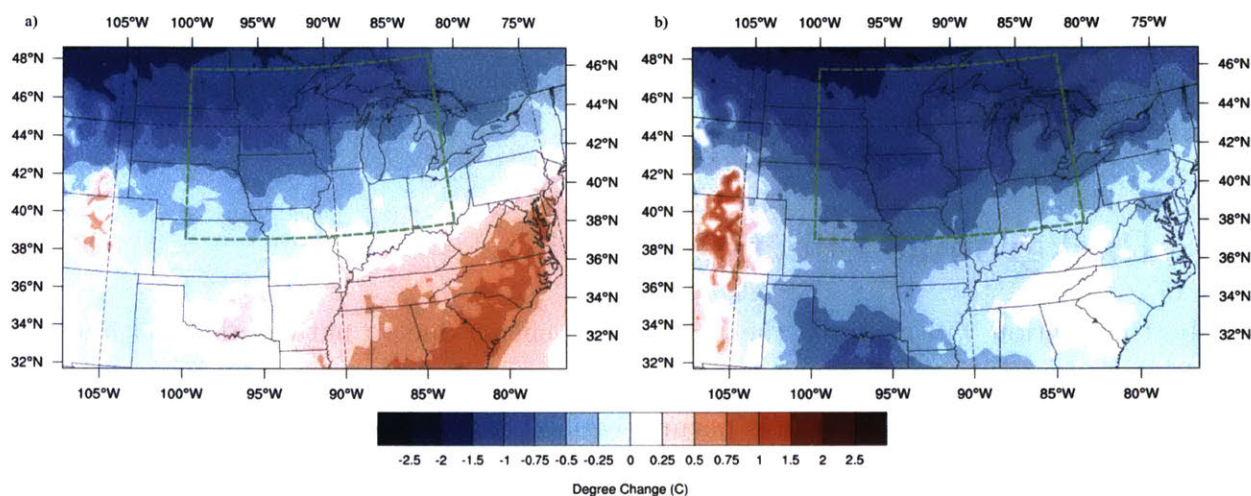 a)
105°W 100°W 95°W 90°W 85°W 80°W 75°W
b)
105°W 100°W 95°W 90°W 85°W 80°W 75°W
48°N
46°N
44°N
42°N
40°N
38°N
36°N
34°N
32°N
46°N
44°N
42°N
40°N
38°N
36°N
34°N
32°N
48°N
46°N
44°N
42°N
40°N
38°N
36°N
34°N
32°N
46°N
44°N
42°N
40°N
38°N
36°N
34°N
32°N
105°W 100°W 95°W 90°W 85°W 80°W
105°W 100°W 95°W 90°W 85°W 80°W
-2.5 -2 -1.5 -1 -0.75 -0.5 -0.25 0 0.25 0.5 0.75 1 1.5 2 2.5
Degree Change (C)